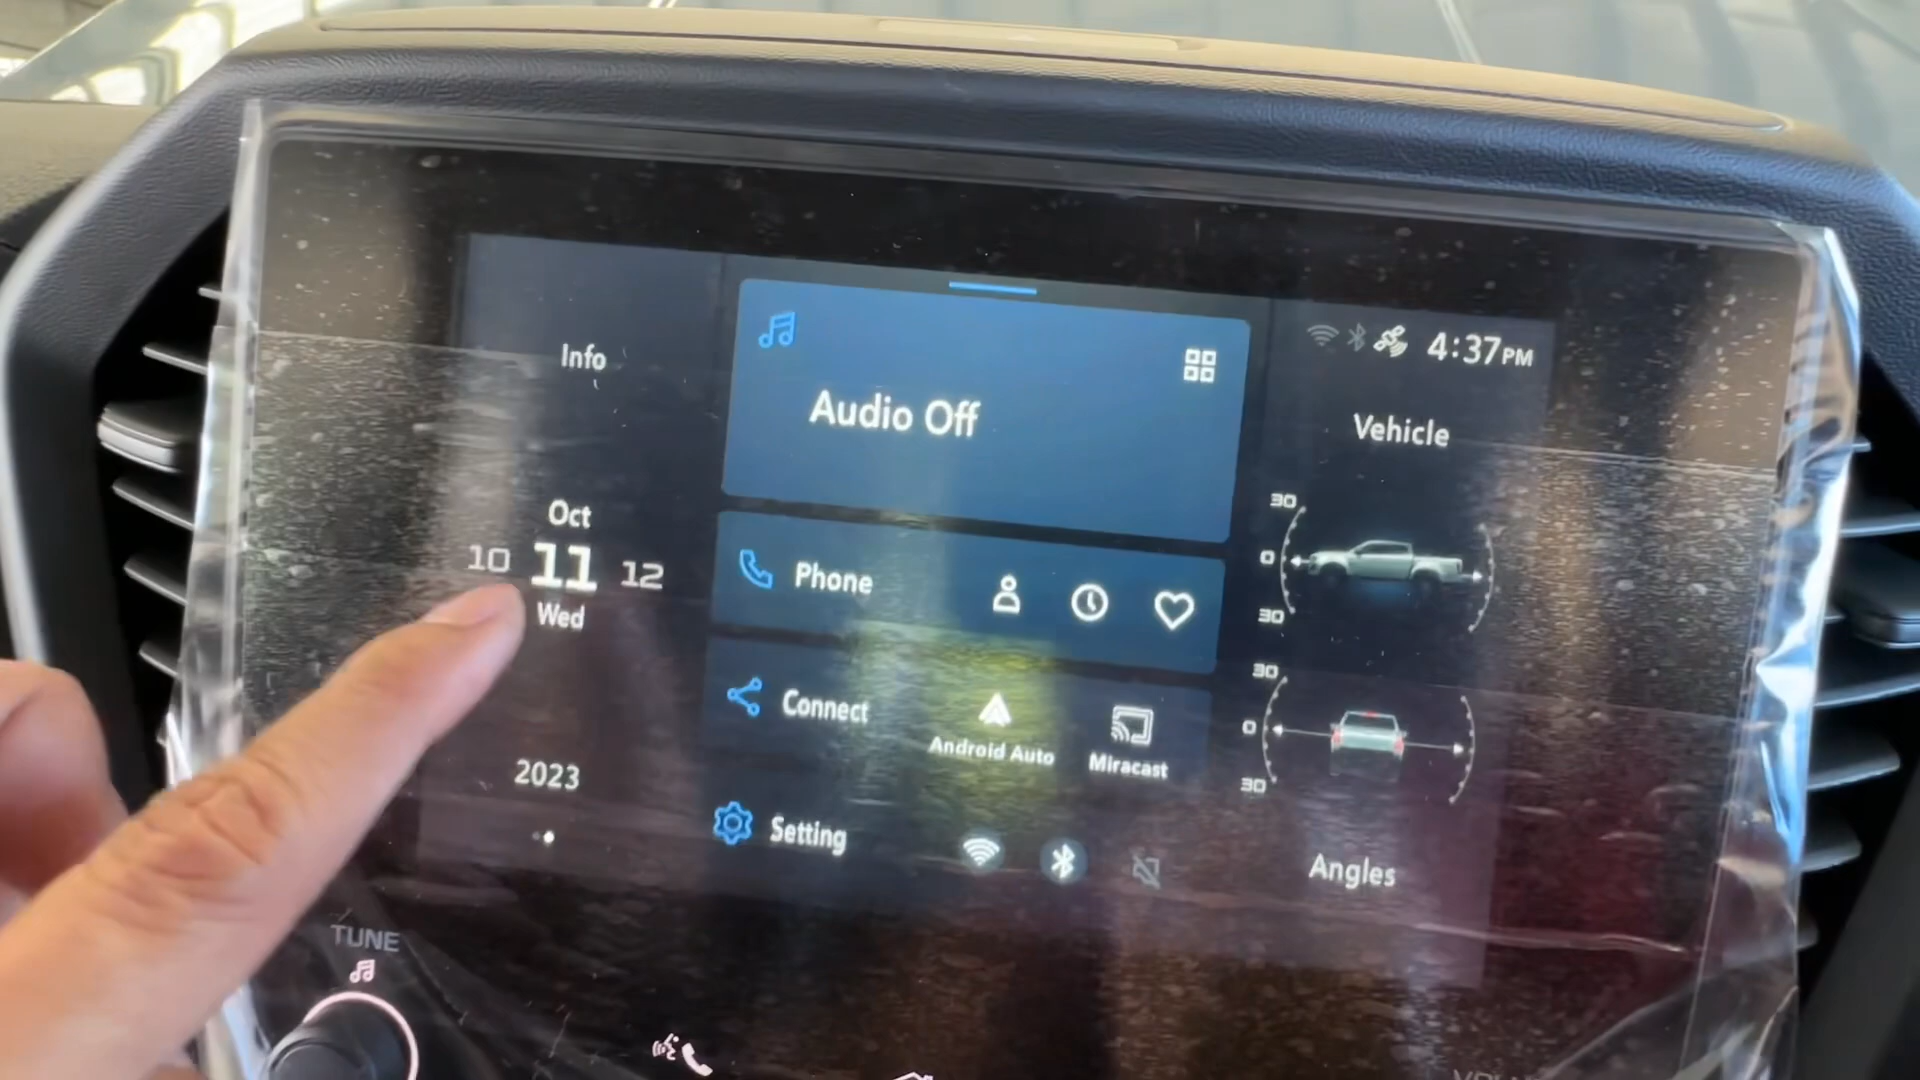 Info
Oct
10 11 12
Wed
2023
Audio Off
Phone
Connect
Android Auto
Miracast
Setting
4:37PM
Vehicle
30
0
30
30
0
30
Angles
TUNE